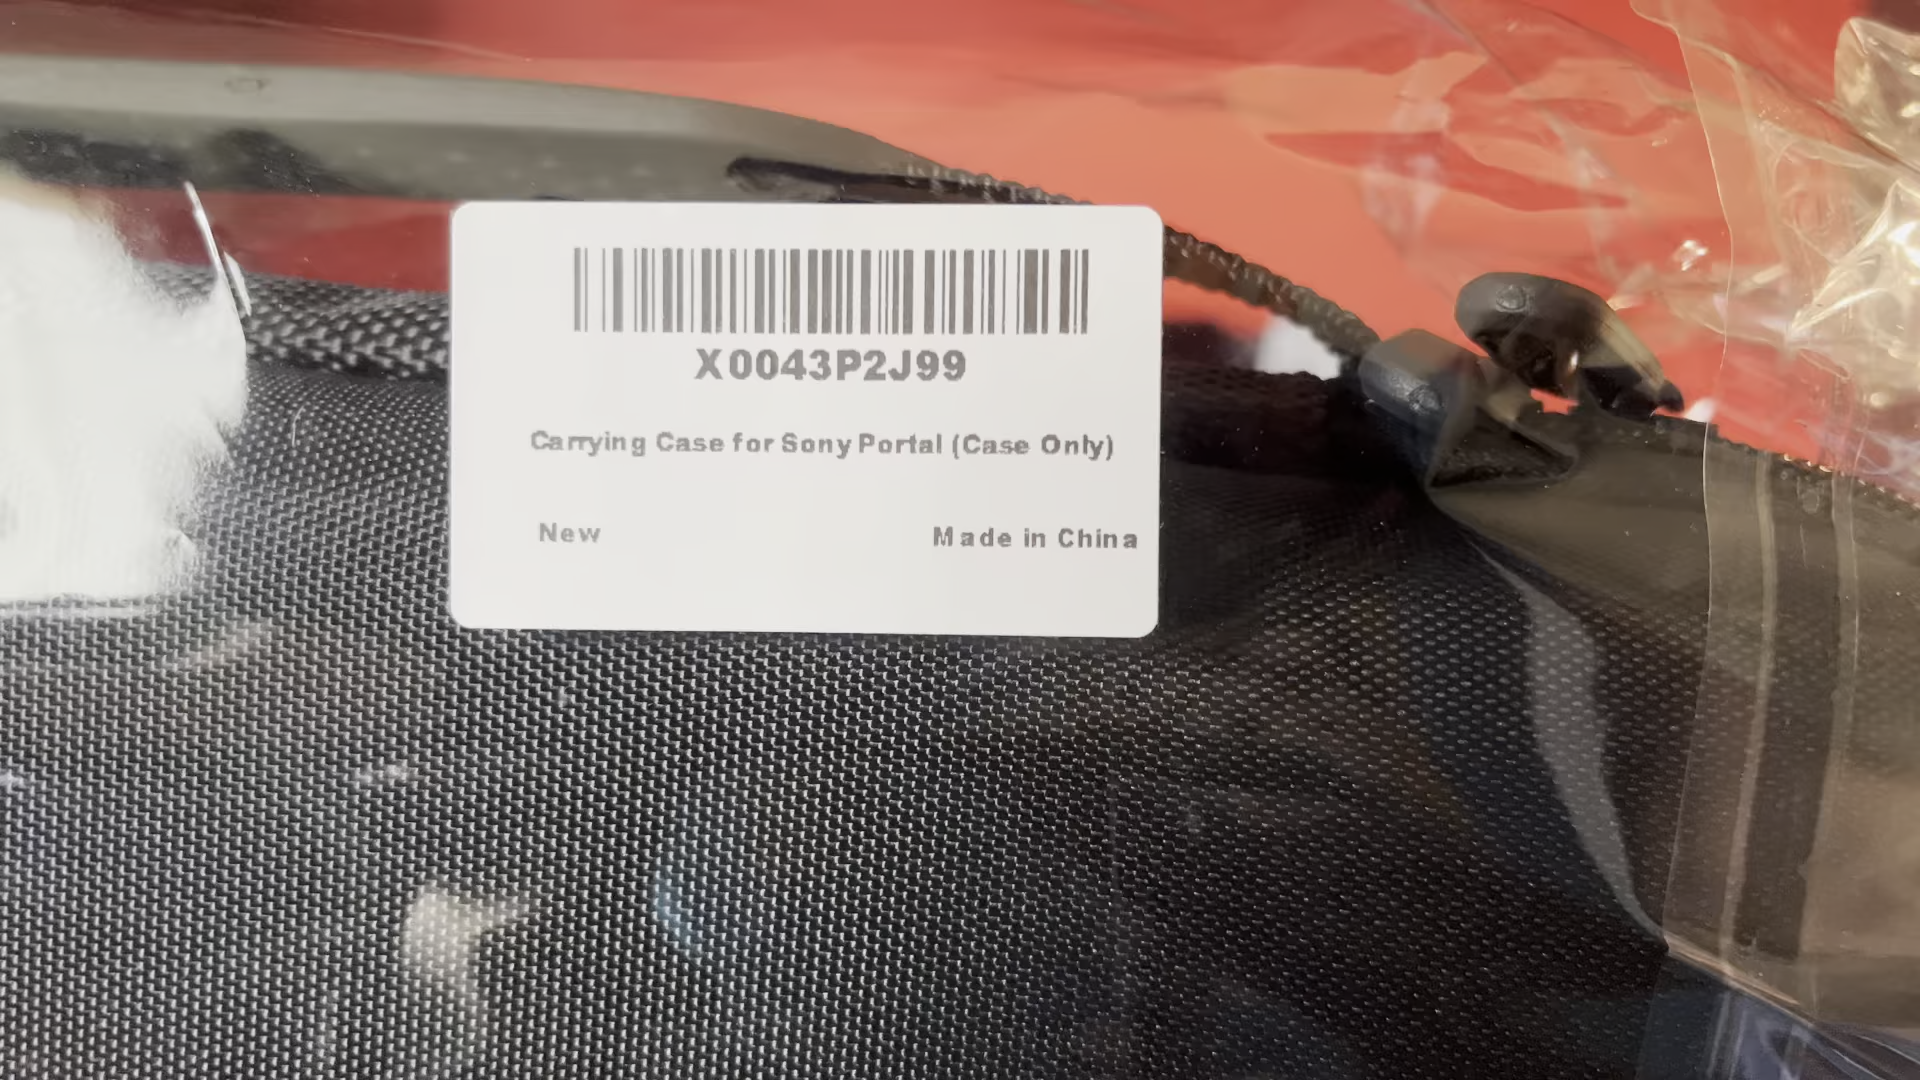 X0043P2J99
Carrying Case for Sony Portal (Case Only)
New
Made in China